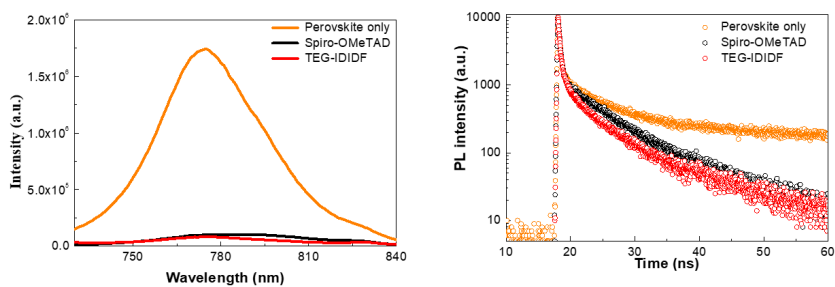 Intensity (a.u.)
2.0x10⁶
1.5x10⁶
1.0x10⁶
5.0x10⁵
0.0
750 780 810 840
Wavelength (nm)
Perovskite only
Spiro-OMeTAD
TEG-IDIDF
PL intensity (a.u.)
10000
1000
100
10
10 20 30 40 50 60
Time (ns)
Perovskite only
Spiro-OMeTAD
TEG-IDIDF